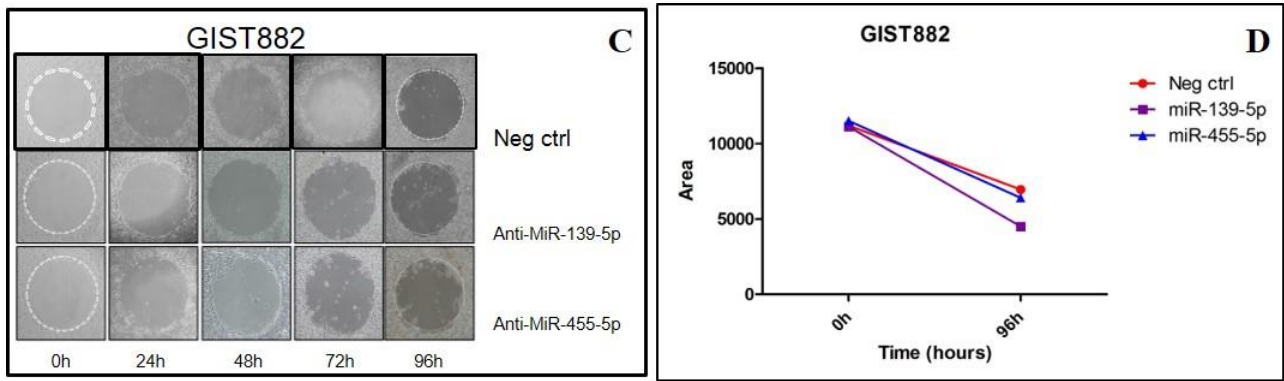 GIST882
C
Neg ctrl
Anti-MiR-139-5p
Anti-MiR-455-5p
0h
24h
48h
72h
96h
GIST882
D
15000
10000
5000
0
Area
0h
96h
Time (hours)
Neg ctrl
miR-139-5p
miR-455-5p